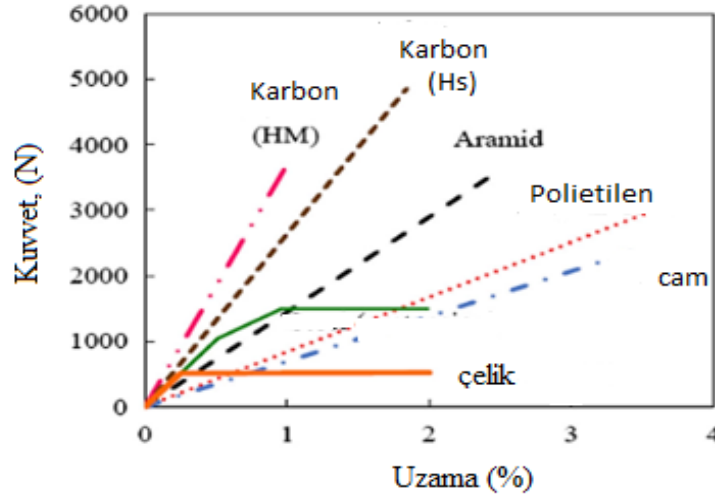 6000
5000
4000
3000
2000
1000
0
Kuvvet, (N)
Karbon
(HM)
Karbon
(Hs)
Aramid
Polietilen
cam
çelik
0 1 2 3 4
Uzama (%)